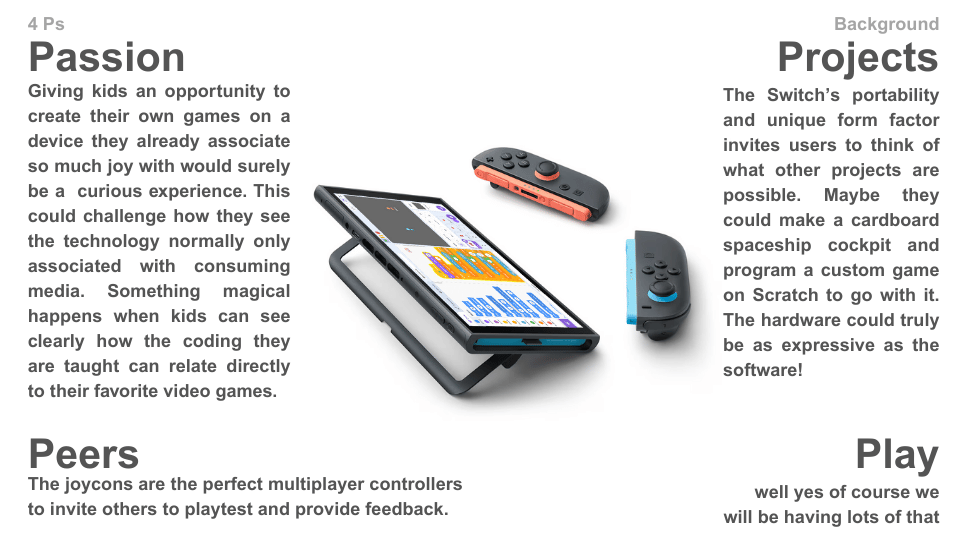 4 Ps
Background
Passion
Giving kids an opportunity to
create their own games on a
device they already associate
so much joy with would surely
be a curious experience. This
could challenge how they see
the technology normally only
associated with consuming
media. Something magical
happens when kids can see
clearly how the coding they
are taught can relate directly
to their favorite video games.
Projects
The Switch's portability
and unique form factor
invites users to think of
what other projects are
possible. Maybe they
could make a cardboard
spaceship cockpit and
program a custom game
on Scratch to go with it.
The hardware could truly
be as expressive as the
software!
Peers
The joycons are the perfect multiplayer controllers
to invite others to playtest and provide feedback.
Play
well yes of course we
will be having lots of that